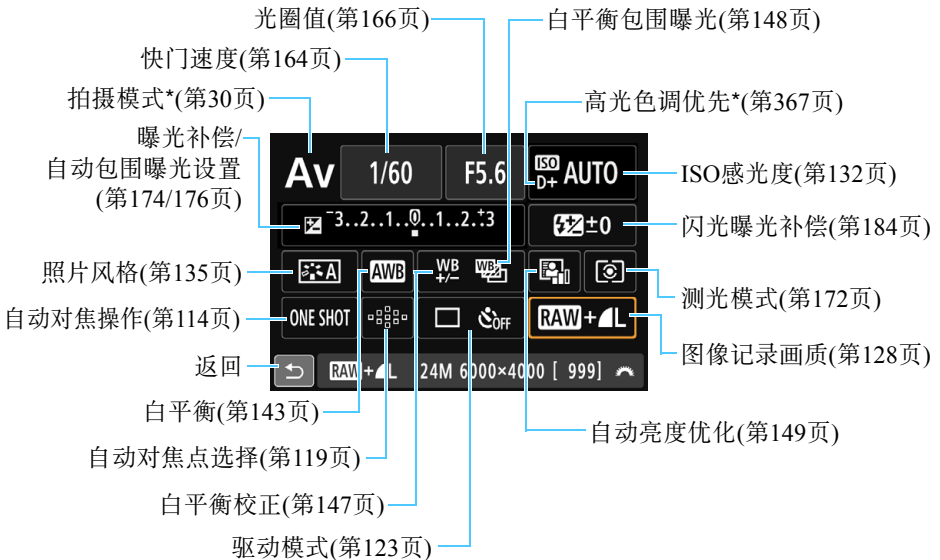 光圈值(第166页)
白平衡包围曝光(第148页)
快门速度(第164页)
拍摄模式*(第30页)
高光色调优先*(第367页)
曝光补偿/
自动包围曝光设置
(第174/176页)
Av 1/60 F5.6 ISO D+ AUTO
ISO感光度(第132页)
-3..2..1..0..1..2..+3 ±0
闪光曝光补偿(第184页)
照片风格(第135页)
A AWB WB +/- WB
测光模式(第172页)
自动对焦操作(第114页)
ONE SHOT OFF RAW+L
图像记录画质(第128页)
返回
RAW+L 24M 6000×4000 [ 999]
白平衡(第143页)
自动亮度优化(第149页)
自动对焦点选择(第119页)
白平衡校正(第147页)
驱动模式(第123页)